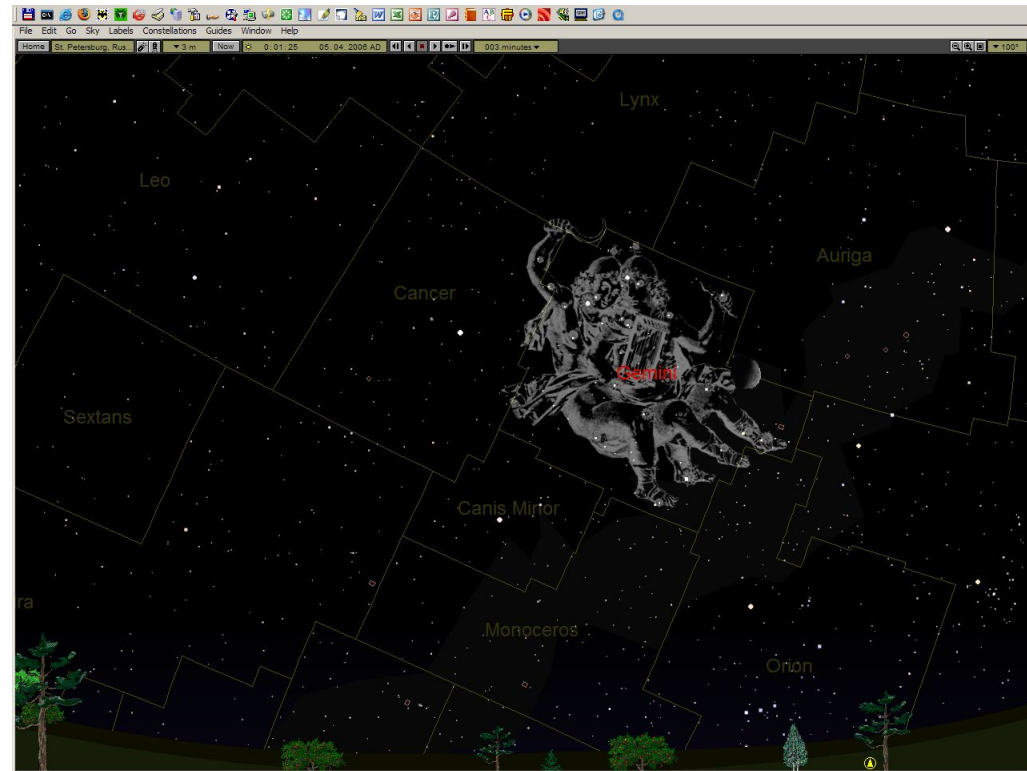 File Edit Go Sky Labels Constellations Guides Window Help
Home St. Petersburg, Rus... 3 m Now 0:01:25 05.04.2006 AD 003 minutes 100°
Lynx
Leo
Auriga
Cancer
Gemini
Sextans
Canis Minor
ra
Monoceros
Orion